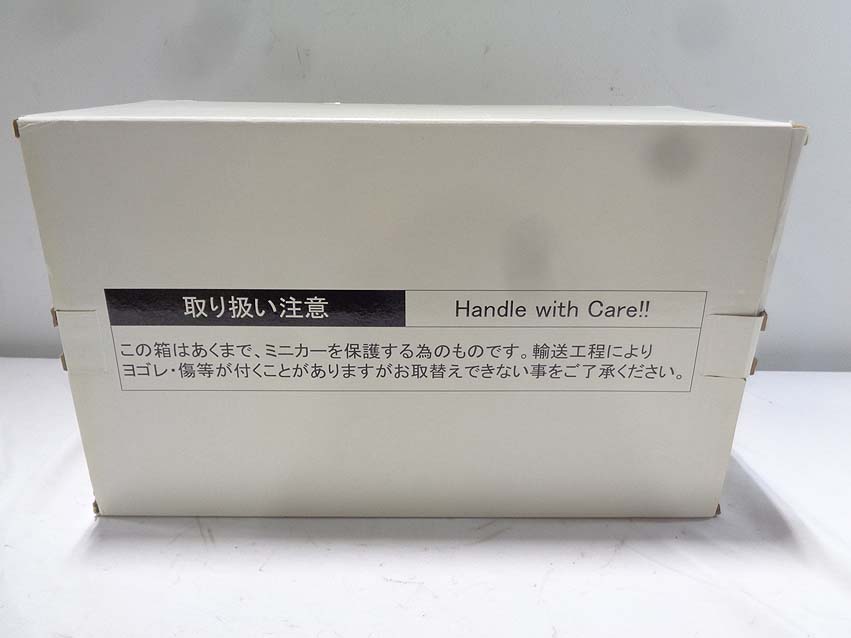 取り扱い注意
Handle with Care!!
この箱はあくまで、ミニカーを保護する為のものです。輸送工程により
ヨゴレ・傷等が付くことがありますがお取替えできない事をご了承ください。